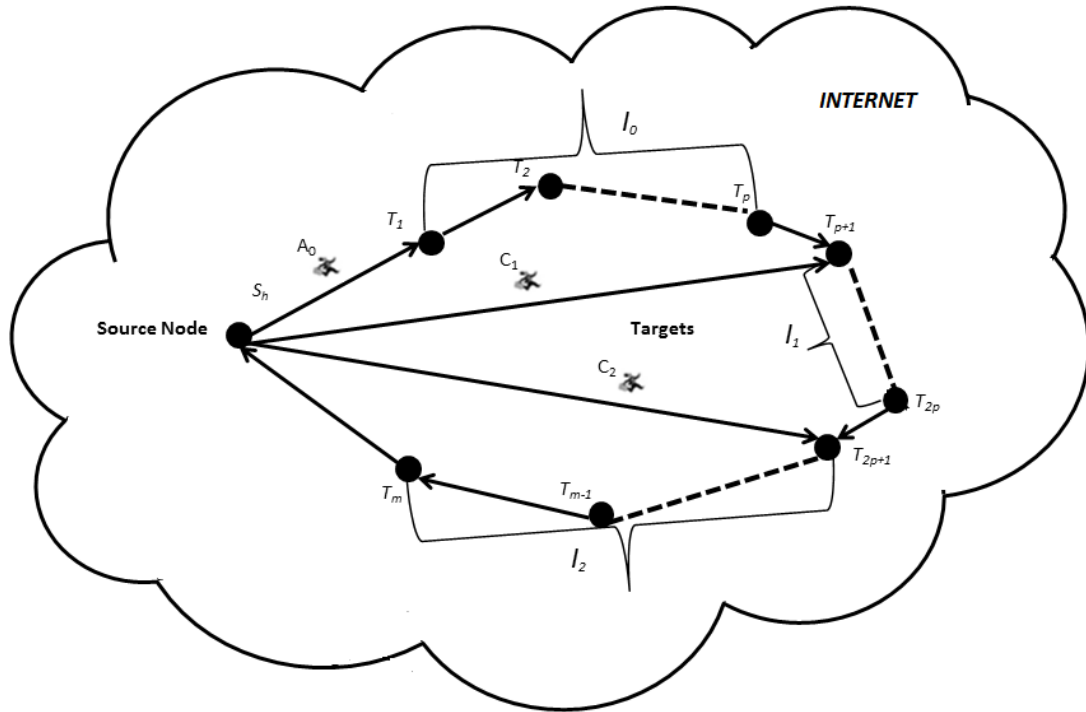 INTERNET
I0
T2
Tp
T1
Tp+1
A0
C1
Sh
Source Node
Targets
I1
C2
T2p
T2p+1
Tm
Tm-1
I2